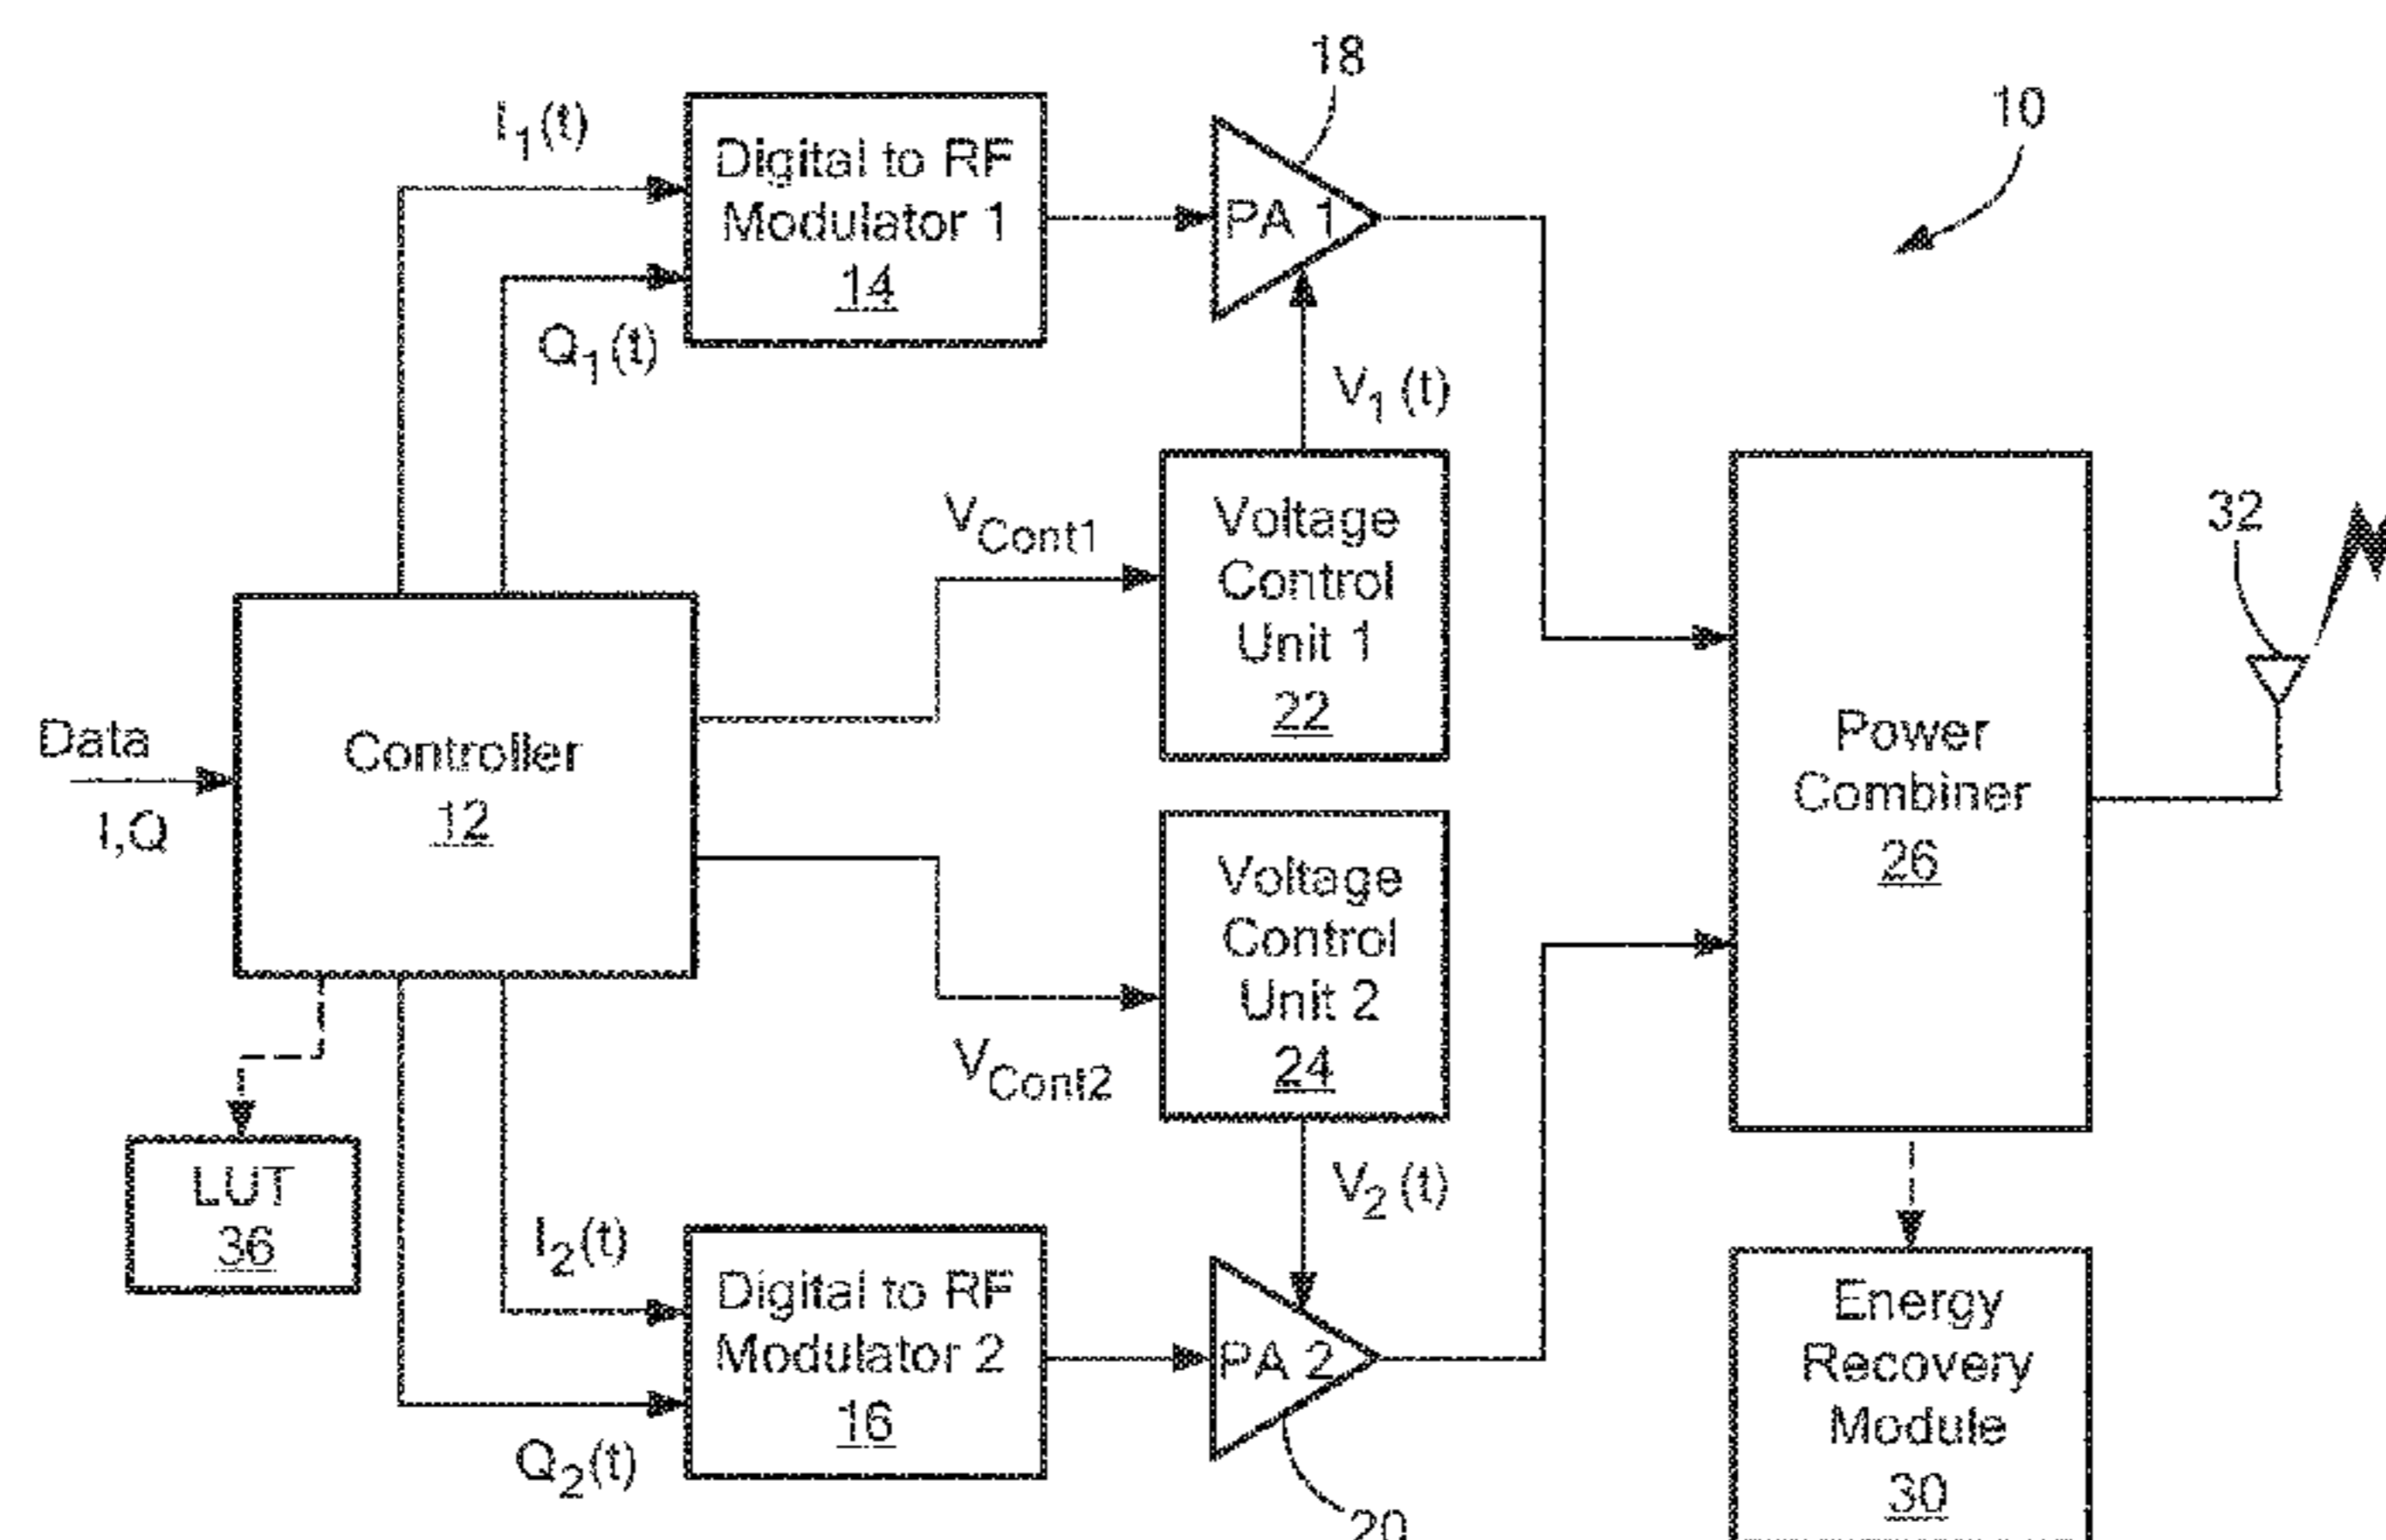 18
10
I1(t)
Digital to RF
Modulator 1
14
PA 1
Q1(t)
V1(t)
VCont1
Voltage
Control
Unit 1
22
32
Data
I,Q
Controller
12
Power
Combiner
26
Voltage
Control
Unit 2
24
VCont2
LUT
36
V2(t)
I2(t)
Digital to RF
Modulator 2
16
PA 2
Q2(t)
20
Energy
Recovery
Module
30